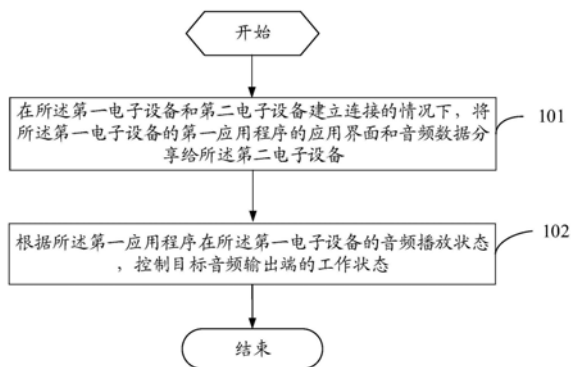 开始
在所述第一电子设备和第二电子设备建立连接的情况下，将
所述第一电子设备的第一应用程序的应用界面和音频数据分
享给所述第二电子设备
101
根据所述第一应用程序在所述第一电子设备的音频播放状态
，控制目标音频输出端的工作状态
102
结束